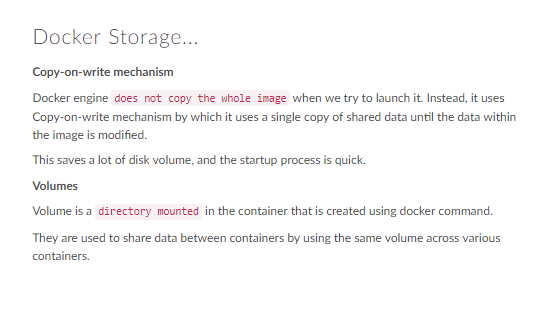 Docker Storage...
Copy-on-write mechanism
Docker engine does not copy the whole image when we try to launch it. Instead, it uses
Copy-on-write mechanism by which it uses a single copy of shared data until the data within
the image is modified.
This saves a lot of disk volume, and the startup process is quick.
Volumes
Volume is a directory mounted in the container that is created using docker command.
They are used to share data between containers by using the same volume across various
containers.